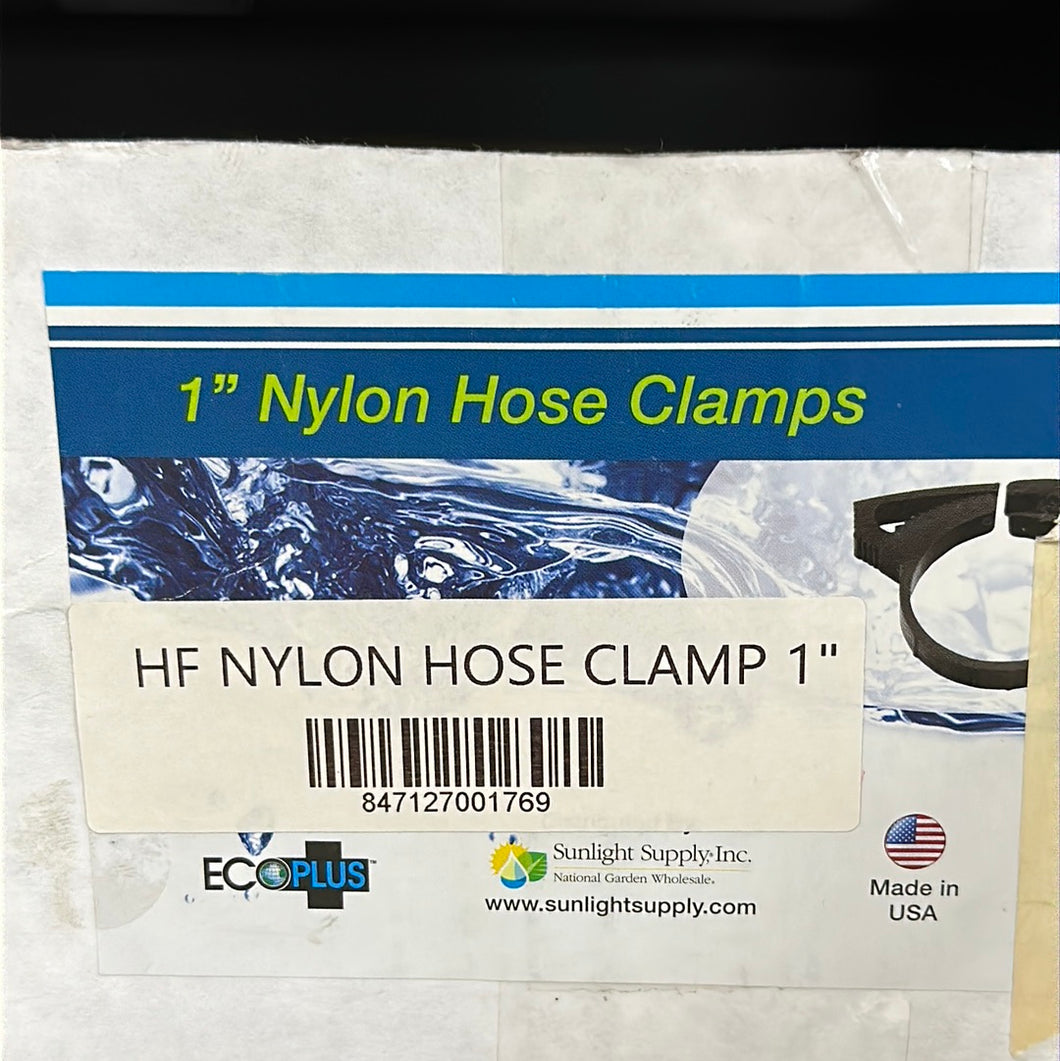 1” Nylon Hose Clamps
HF NYLON HOSE CLAMP 1"
847127001769
ECOPLUS™
Sunlight Supply, Inc.
National Garden Wholesale®
www.sunlightsupply.com
Made in
USA